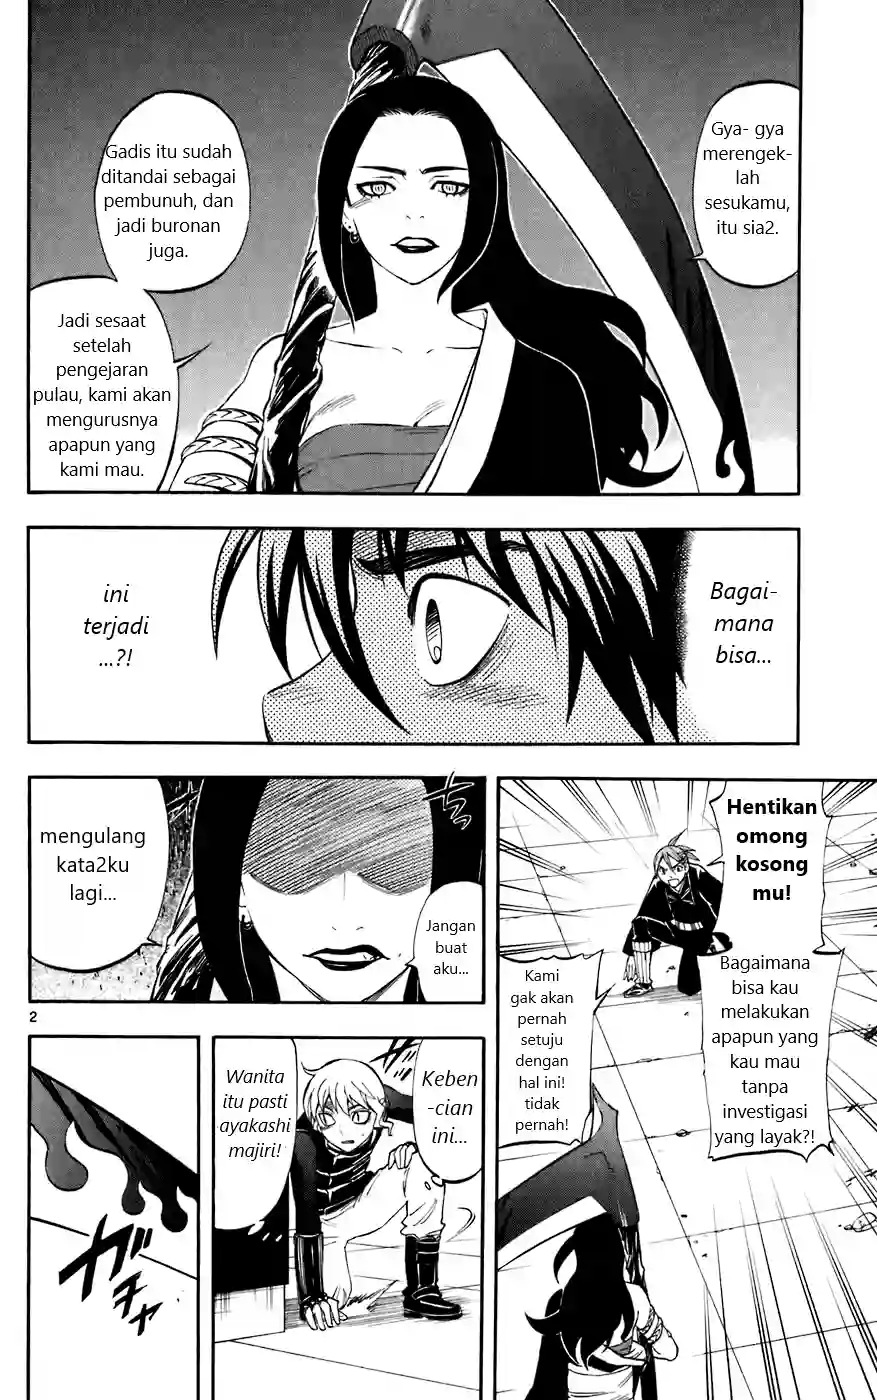 Gya- gya
merengek-
lah
sesukamu,
itu sia2.
Gadis itu sudah
ditandai sebagai
pembunuh, dan
jadi buronan
juga.
Jadi sesaat
setelah
pengejaran
pulau, kami akan
mengurusnya
apapun yang
kami mau.
Bagai-
mana
bisa...
ini
terjadi
...?!
Hentikan
omong
kosong
mu!
Bagaimana
bisa kau
melakukan
apapun yang
kau mau
tanpa
investigasi
yang layak?!
Kami
gak akan
pernah
setuju
dengan
hal ini!
tidak
pernah!
Jangan
buat
aku...
mengulang
kata2ku
lagi...
2
Keben
-cian
ini...
Wanita
itu pasti
ayakashi
majiri!
ガチャ